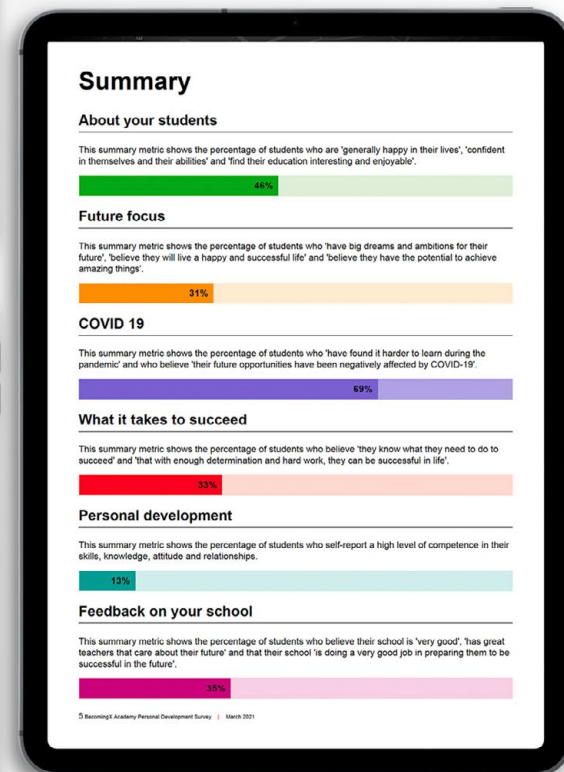 Summary
About your students
This summary metric shows the percentage of students who are 'generally happy in their lives', 'confident
in themselves and their abilities' and 'find their education interesting and enjoyable'.
46%
Future focus
This summary metric shows the percentage of students who 'have big dreams and ambitions for their
future', 'believe they will live a happy and successful life' and 'believe they have the potential to achieve
amazing things'.
31%
COVID 19
This summary metric shows the percentage of students who 'have found it harder to learn during the
pandemic' and who believe 'their future opportunities have been negatively affected by COVID-19'.
69%
What it takes to succeed
This summary metric shows the percentage of students who believe 'they know what they need to do to
succeed' and 'that with enough determination and hard work, they can be successful in life'.
33%
Personal development
This summary metric shows the percentage of students who self-report a high level of competence in their
skills, knowledge, attitude and relationships.
13%
Feedback on your school
This summary metric shows the percentage of students who believe their school is 'very good', 'has great
teachers that care about their future' and that their school 'is doing a very good job in preparing them to be
successful in the future'.
35%
5 BecomingX Academy Personal Development Survey | March 2021